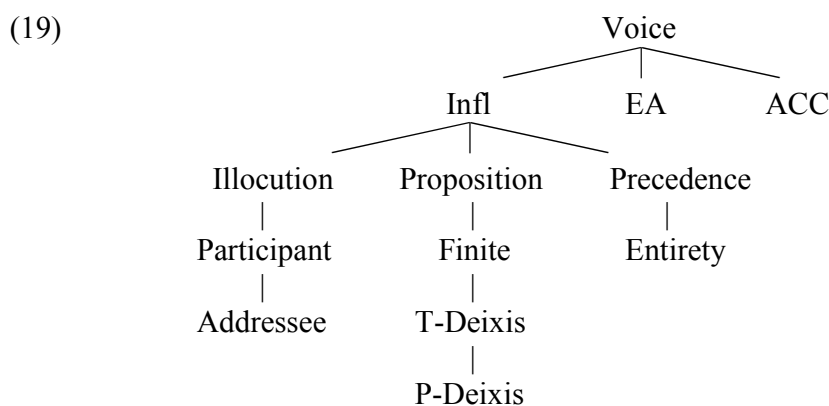 (19) Voice
Infl EA ACC
Illocution Proposition Precedence
Participant Finite Entirety
Addressee T-Deixis
P-Deixis